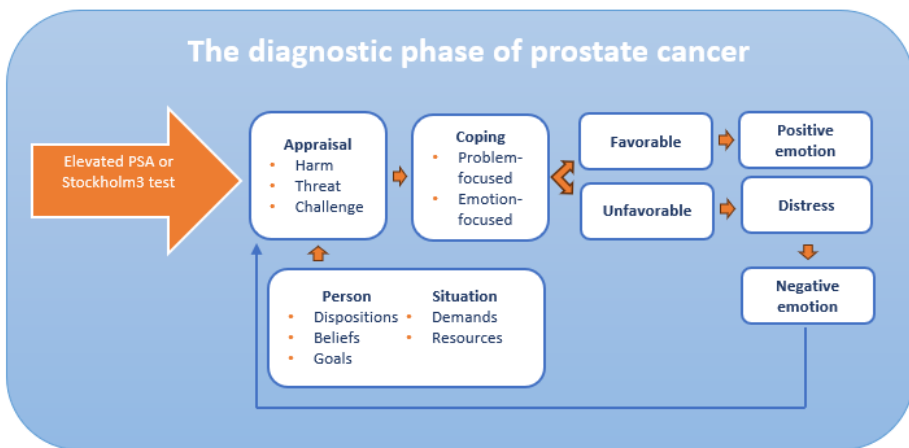 The diagnostic phase of prostate cancer
Elevated PSA or
Stockholm3 test
Appraisal
• Harm
• Threat
• Challenge
Coping
• Problem-
focused
• Emotion-
focused
Favorable
Unfavorable
Positive
emotion
Distress
Negative
emotion
Person
• Dispositions
• Beliefs
• Goals
Situation
• Demands
• Resources